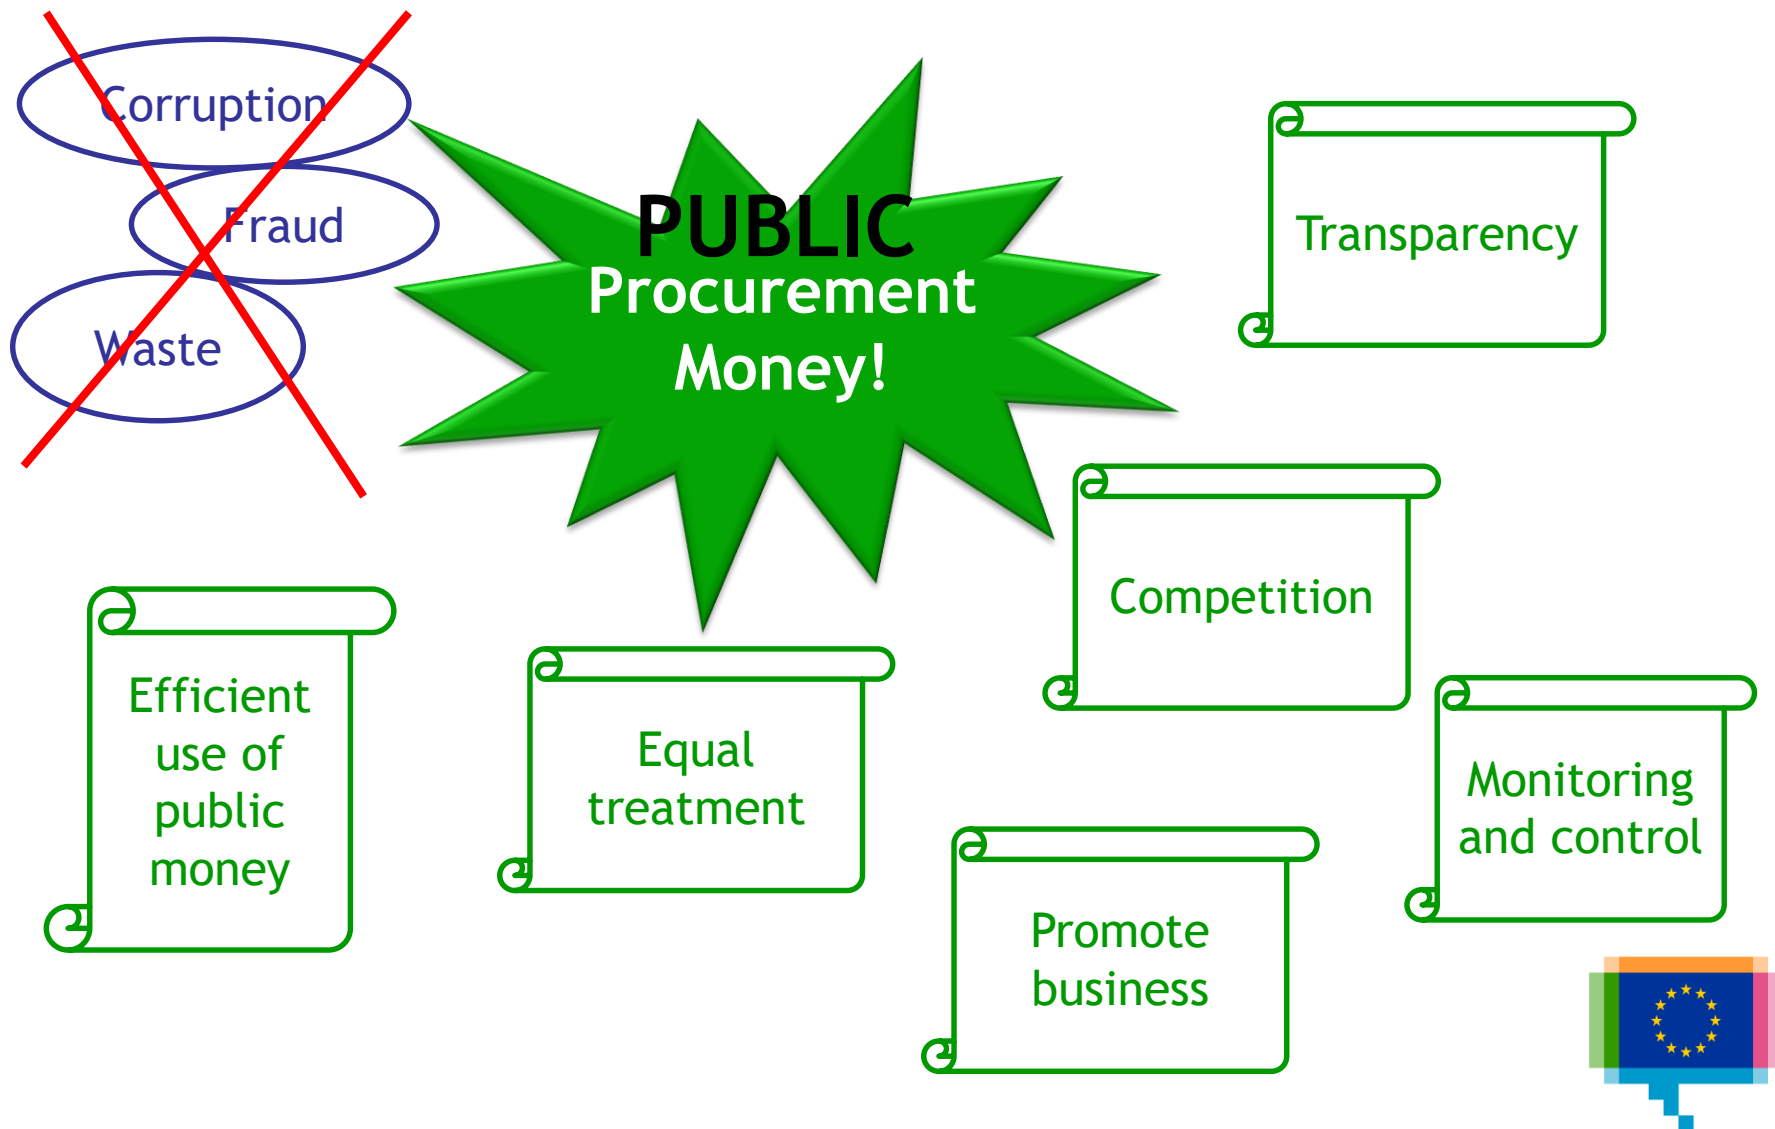 Corruption
Fraud
Waste
PUBLIC
Procurement
Money!
Transparency
Competition
Efficient
use of
public
money
Equal
treatment
Monitoring
and control
Promote
business